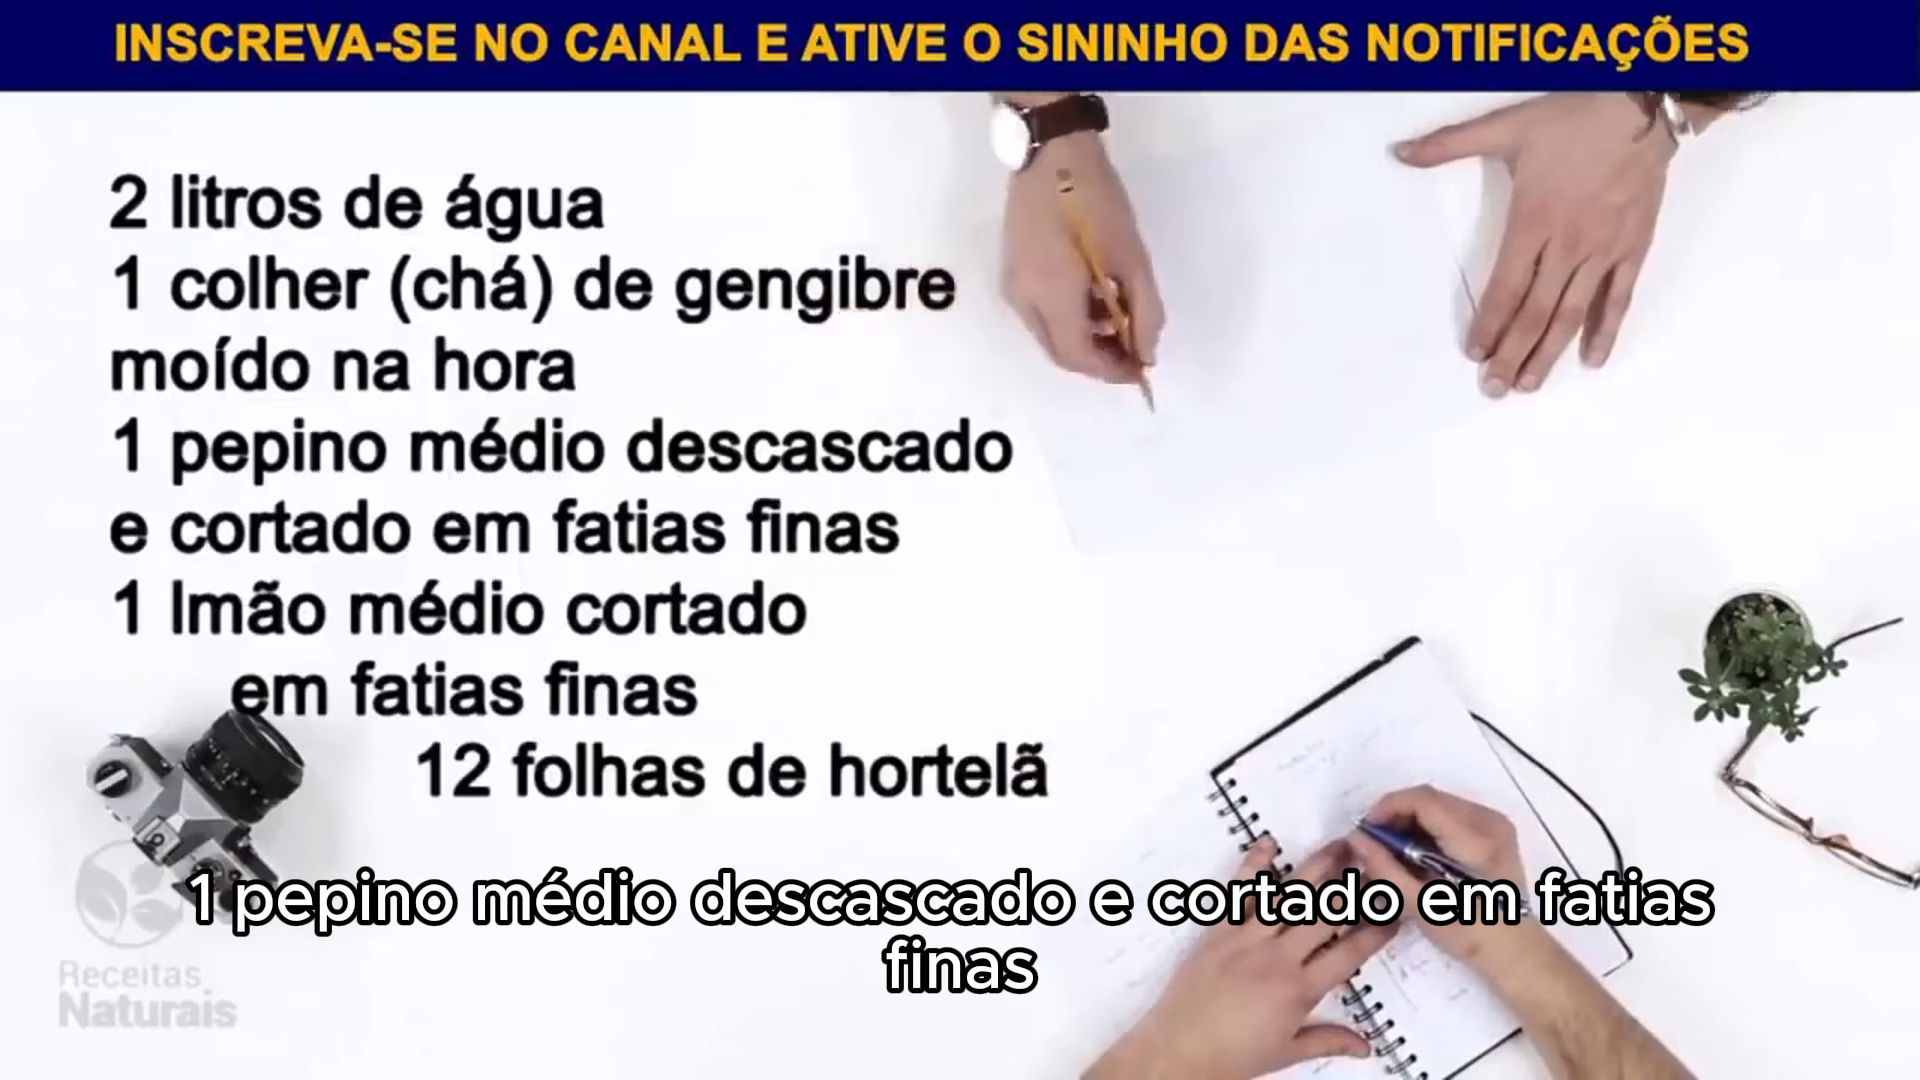 INSCREVA-SE NO CANAL E ATIVE O SININHO DAS NOTIFICAÇÕES
2 litros de água
1 colher (chá) de gengibre
moído na hora
1 pepino médio descascado
e cortado em fatias finas
1 lmão médio cortado
em fatias finas
12 folhas de hortelã
1 pepino médio descascado e cortado em fatias
finas
Receitas
Naturais